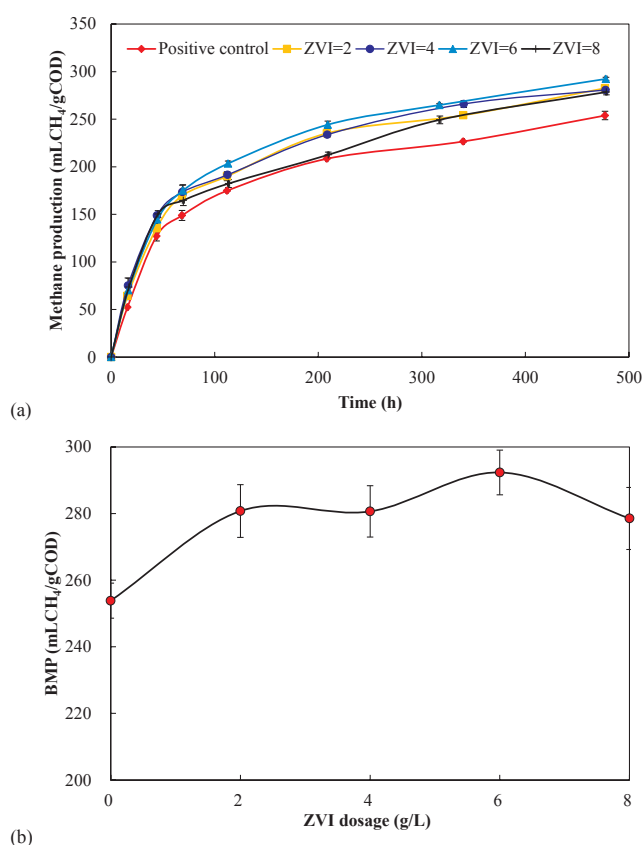 350
300
250
200
150
100
50
0
Methane production (mLCH₄/gCOD)
Positive control ZVI=2 ZVI=4 ZVI=6 ZVI=8
0 100 200 300 400 500
Time (h)
(a)
300
280
260
240
220
200
BMP (mLCH₄/gCOD)
0 2 4 6 8
ZVI dosage (g/L)
(b)